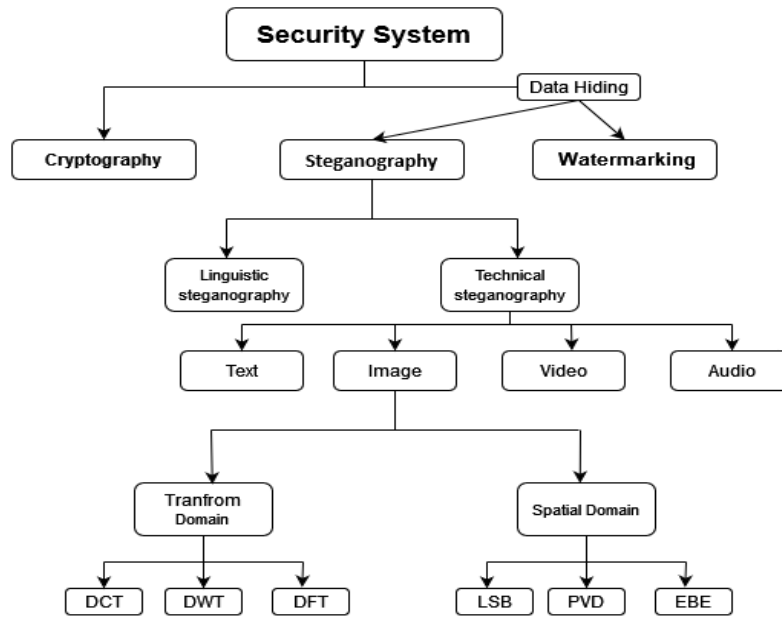 Security System
Data Hiding
Cryptography
Steganography
Watermarking
Linguistic
steganography
Technical
steganography
Text
Image
Video
Audio
Tranfrom
Domain
Spatial Domain
DCT
DWT
DFT
LSB
PVD
EBE